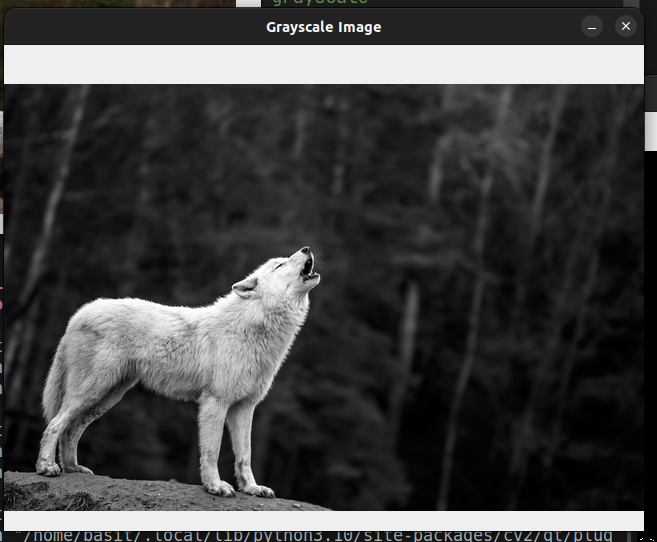 grayscale
Grayscale Image
"/home/basit/.local/lib/python3.10/site-packages/cv2/qt/plug